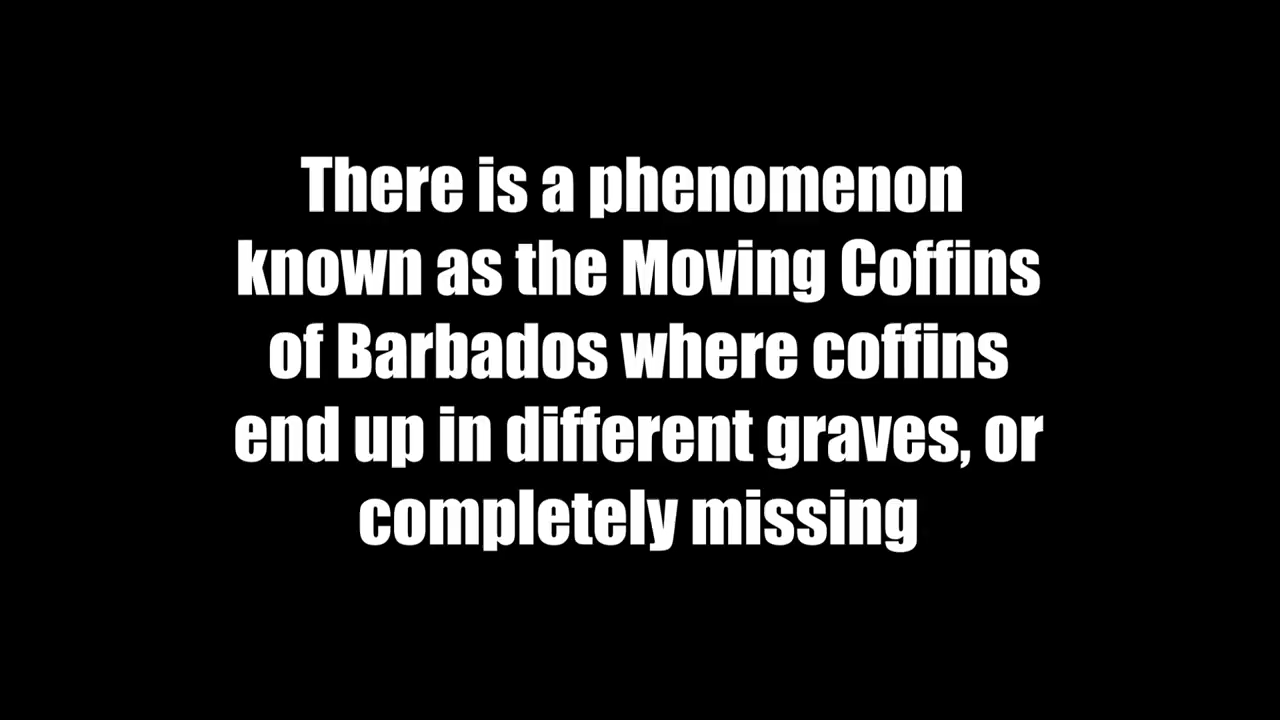 There is a phenomenon
known as the Moving Coffins
of Barbados where coffins
end up in different graves, or
completely missing